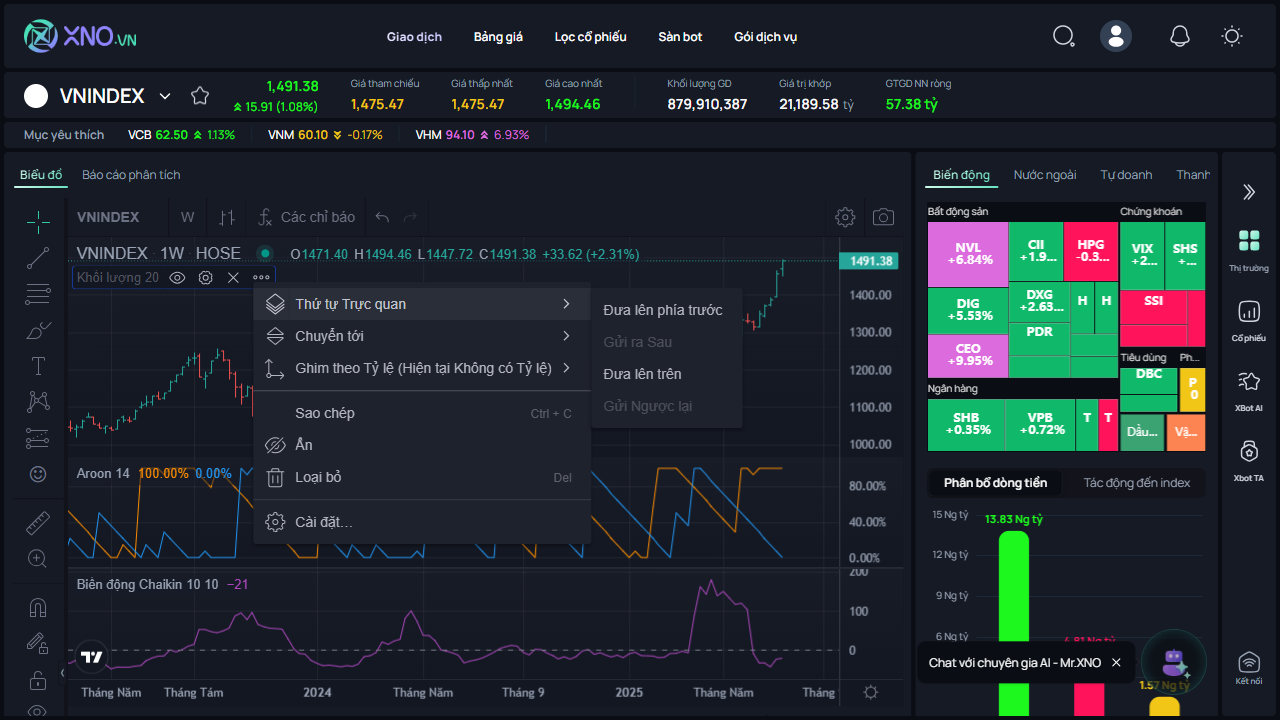 XNO.VN
Giao dịch
Bảng giá
Lọc cổ phiếu
Sàn bot
Gói dịch vụ
VNINDEX
1,491.38
15.91 (1.08%)
Giá tham chiếu
1,475.47
Giá thấp nhất
1,475.47
Giá cao nhất
1,494.46
Khối lượng GD
879,910,387
Giá trị khớp
21,189.58 tỷ
GTGD NN ròng
57.38 tỷ
Mục yêu thích
VCB 62.50 1.13%
VNM 60.10 -0.17%
VHM 94.10 6.93%
Biểu đồ
Báo cáo phân tích
VNINDEX
W
Các chỉ báo
VNINDEX · 1W · HOSE
O1471.40 H1494.46 L1447.72 C1491.38 +33.62 (+2.31%)
Khối lượng 20
Thứ tự Trực quan
Chuyển tới
Ghim theo Tỷ lệ (Hiện tại Không có Tỷ lệ)
Sao chép
Ctrl + C
Ẩn
Loại bỏ
Del
Cài đặt...
Đưa lên phía trước
Gửi ra Sau
Đưa lên trên
Gửi Ngược lại
1491.38
1400.00
1300.00
1200.00
1100.00
1000.00
Aroon 14 100.00% 0.00%
80.00%
40.00%
0.00%
Biên động Chaikin 10 10 −21
200
100
0
Tháng Năm
Tháng Tám
2024
Tháng Năm
Tháng 9
2025
Tháng Năm
Tháng
Biến động
Nước ngoài
Tự doanh
Thanh
Bất động sản
NVL
+6.84%
CII
+1.9...
HPG
-0.3...
DIG
+5.53%
DXG
+2.63...
H
H
PDR
CEO
+9.95%
Chứng khoán
VIX
+2...
SHS
+...
SSI
Tiêu dùng
DBC
Ph...
P
0
Ngân hàng
SHB
+0.35%
VPB
+0.72%
T
T
Dầu...
Vậ...
Phân bổ dòng tiền
Tác động đến index
15 Ng tỷ
12 Ng tỷ
9 Ng tỷ
6 Ng tỷ
13.83 Ng tỷ
4.81 Ng tỷ
1.57 Ng tỷ
Chat với chuyên gia AI - Mr.XNO
Thị trường
Cổ phiếu
XBot AI
Xbot TA
Kết nối